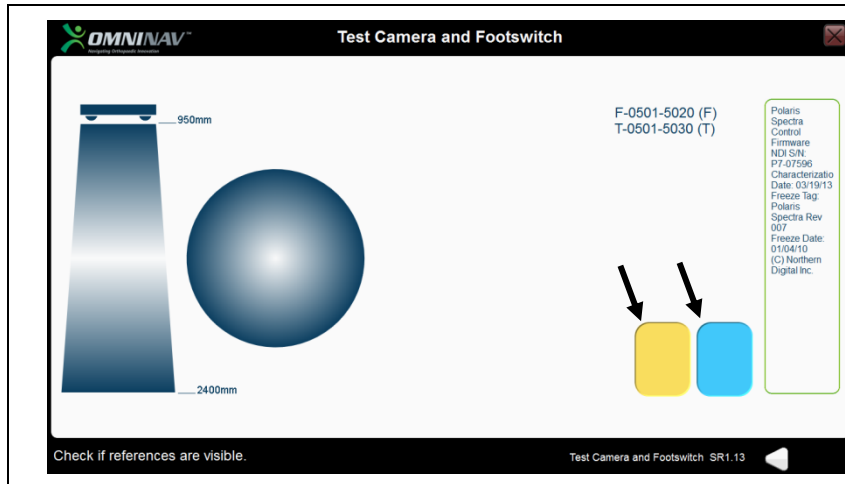 OMNINAV™
Navigating Orthopaedic Innovation
Test Camera and Footswitch
950mm
2400mm
F-0501-5020 (F)
T-0501-5030 (T)
Polaris
Spectra
Control
Firmware
NDI S/N:
P7-07596
Characterizatio
Date: 03/19/13
Freeze Tag:
Polaris
Spectra Rev
007
Freeze Date:
01/04/10
(C) Northern
Digital Inc.
Check if references are visible.
Test Camera and Footswitch SR1.13